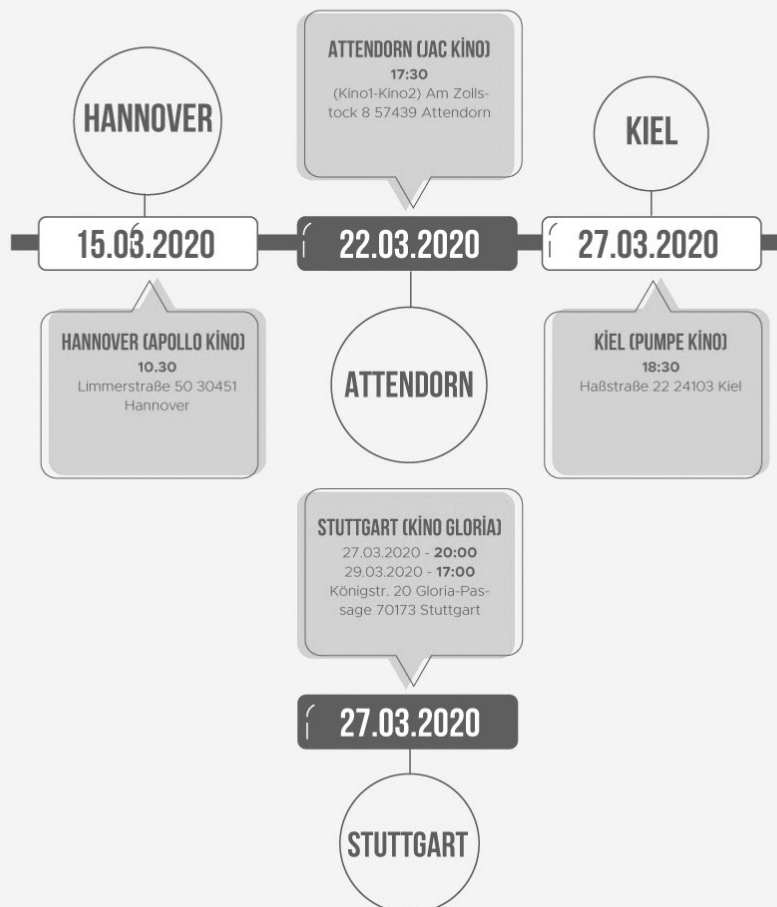 HANNOVER
15.03.2020
HANNOVER (APOLLO KİNO)
10.30
Limmerstraße 50 30451
Hannover
ATTENDORN (JAC KİNO)
17:30
(Kino1-Kino2) Am Zolls-
tock 8 57439 Attendorn
22.03.2020
ATTENDORN
KIEL
27.03.2020
KİEL (PUMPE KİNO)
18:30
Haßstraße 22 24103 Kiel
STUTTGART (KİNO GLORİA)
27.03.2020 - 20:00
29.03.2020 - 17:00
Königstr. 20 Gloria-Pas-
sage 70173 Stuttgart
27.03.2020
STUTTGART